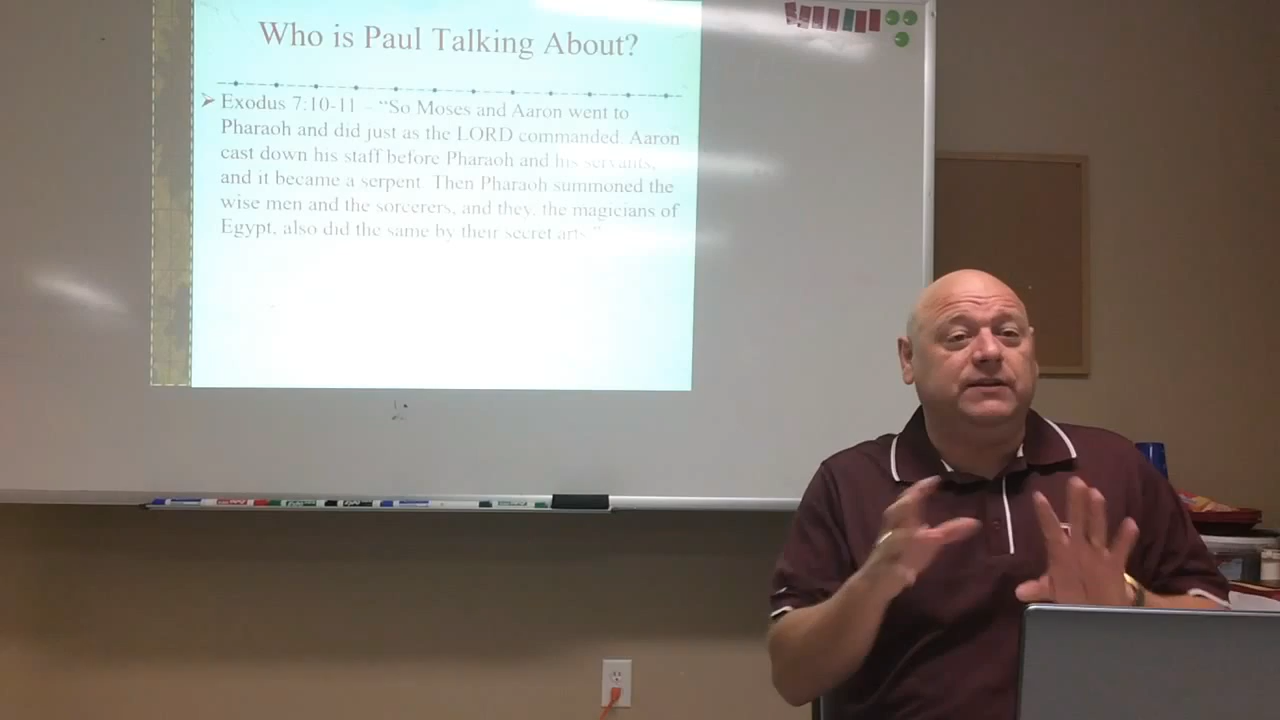 Who is Paul Talking About?
Exodus 7:10-11 – “So Moses and Aaron went to
Pharaoh and did just as the LORD commanded. Aaron
cast down his staff before Pharaoh and his servants,
and it became a serpent. Then Pharaoh summoned the
wise men and the sorcerers, and they, the magicians of
Egypt, also did the same by their secret arts.”